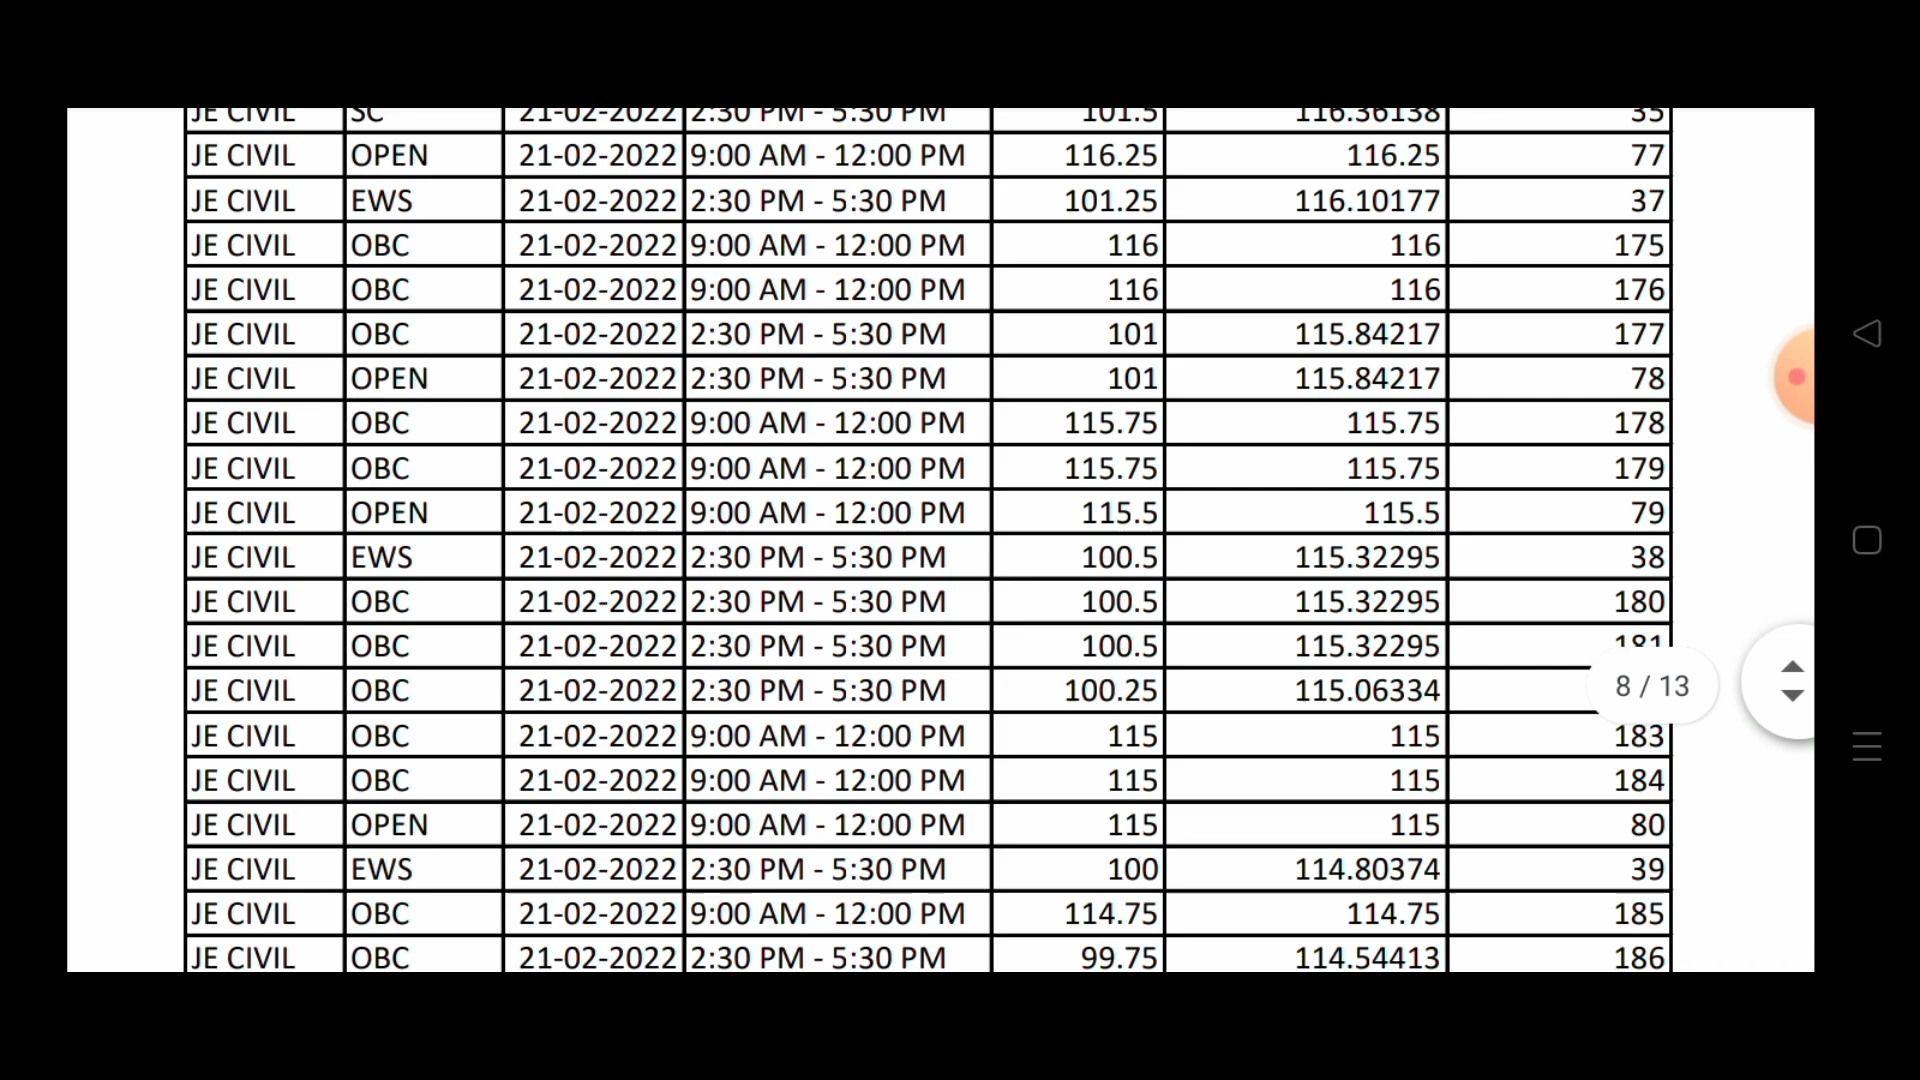 JE CIVIL SC 21-02-2022 2:30 PM - 5:30 PM 101.5 116.36138 35
JE CIVIL OPEN 21-02-2022 9:00 AM - 12:00 PM 116.25 116.25 77
JE CIVIL EWS 21-02-2022 2:30 PM - 5:30 PM 101.25 116.10177 37
JE CIVIL OBC 21-02-2022 9:00 AM - 12:00 PM 116 116 175
JE CIVIL OBC 21-02-2022 9:00 AM - 12:00 PM 116 116 176
JE CIVIL OBC 21-02-2022 2:30 PM - 5:30 PM 101 115.84217 177
JE CIVIL OPEN 21-02-2022 2:30 PM - 5:30 PM 101 115.84217 78
JE CIVIL OBC 21-02-2022 9:00 AM - 12:00 PM 115.75 115.75 178
JE CIVIL OBC 21-02-2022 9:00 AM - 12:00 PM 115.75 115.75 179
JE CIVIL OPEN 21-02-2022 9:00 AM - 12:00 PM 115.5 115.5 79
JE CIVIL EWS 21-02-2022 2:30 PM - 5:30 PM 100.5 115.32295 38
JE CIVIL OBC 21-02-2022 2:30 PM - 5:30 PM 100.5 115.32295 180
JE CIVIL OBC 21-02-2022 2:30 PM - 5:30 PM 100.5 115.32295 181
JE CIVIL OBC 21-02-2022 2:30 PM - 5:30 PM 100.25 115.06334
8 / 13
JE CIVIL OBC 21-02-2022 9:00 AM - 12:00 PM 115 115 183
JE CIVIL OBC 21-02-2022 9:00 AM - 12:00 PM 115 115 184
JE CIVIL OPEN 21-02-2022 9:00 AM - 12:00 PM 115 115 80
JE CIVIL EWS 21-02-2022 2:30 PM - 5:30 PM 100 114.80374 39
JE CIVIL OBC 21-02-2022 9:00 AM - 12:00 PM 114.75 114.75 185
JE CIVIL OBC 21-02-2022 2:30 PM - 5:30 PM 99.75 114.54413 186